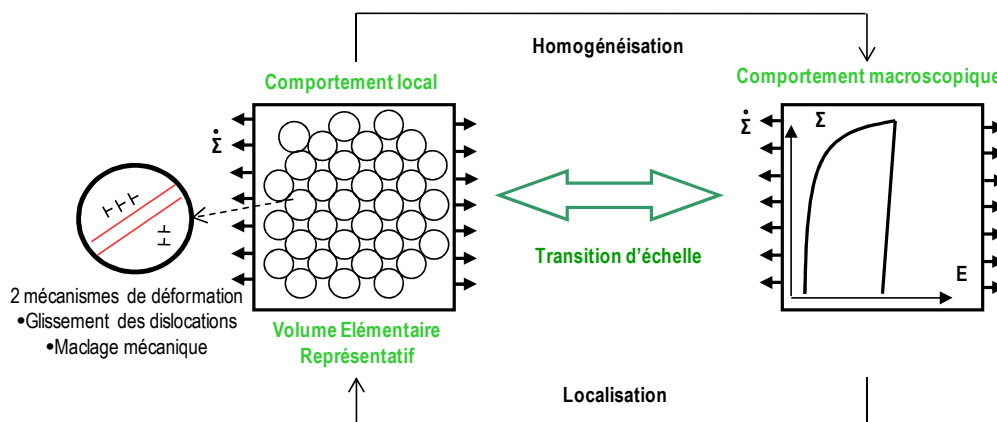 Homogénéisation
Comportement local
Comportement macroscopique
Σ̇
Σ̇
Σ
E
Transition d'échelle
2 mécanismes de déformation
•Glissement des dislocations
•Maclage mécanique
Volume Elémentaire
Représentatif
Localisation